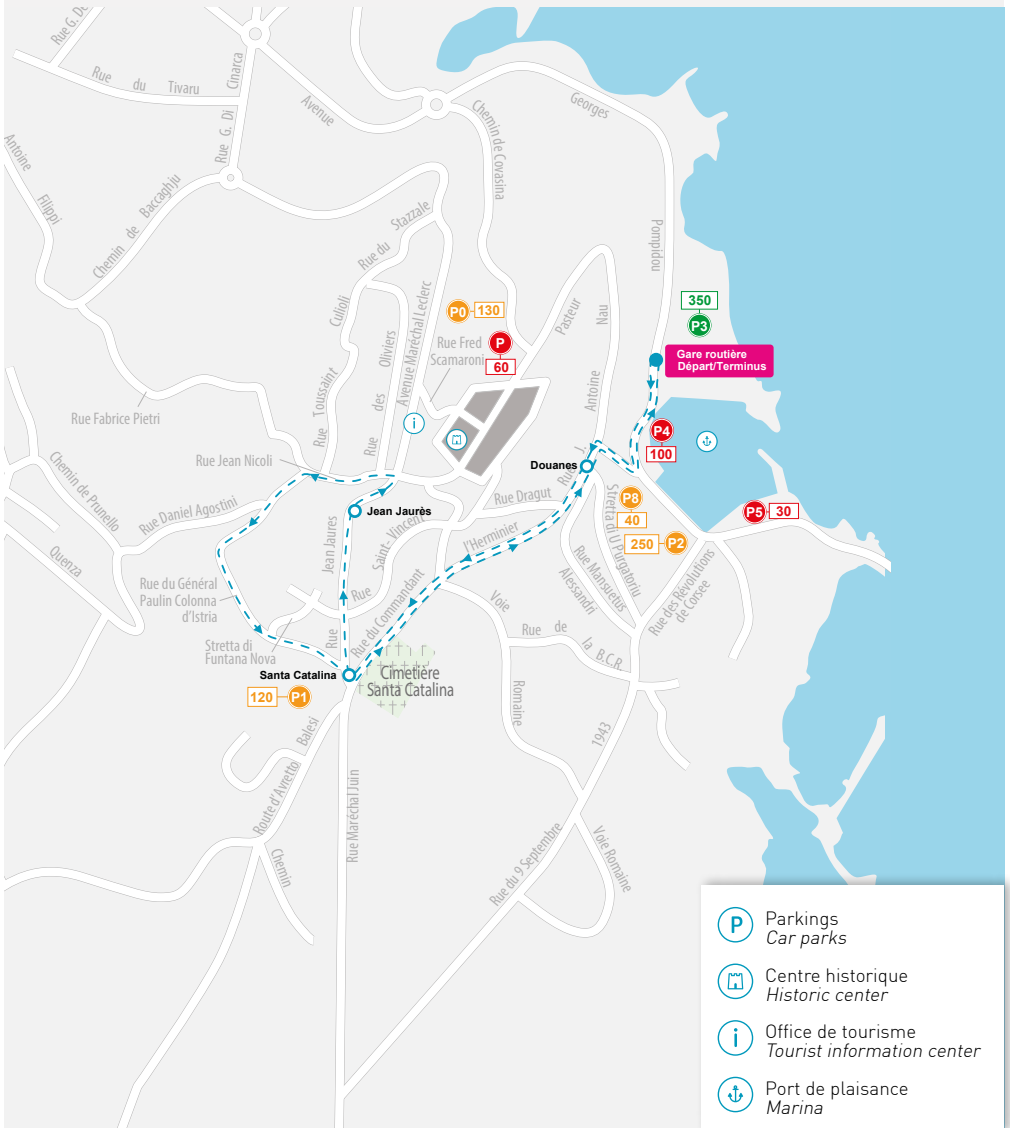 Rue G. De
Rue du Tivaru
Rue G. Di Cinarca
Avenue
Georges
Pompidou
Chemin de Covasina
Antoine
Filippi
Chemin de Baccaghju
Rue du Stazzale
Rue Toussaint
Culioli
Rue des Oliviers
Avenue Maréchal Leclerc
Pasteur
P0 130
Rue Fred
Scamaroni
P
60
350
P3
Gare routière
Départ/Terminus
Rue J. Antoine Nau
Rue Fabrice Pietri
P4
100
Rue Jean Nicoli
Douanes
Chemin de Prunello
Rue Daniel Agostini
Quenza
Jean Jaurès
Rue Dragut
P8
40
P5 30
250 P2
Stretta di U Purgatoriu
Rue Jean Jaures
Rue Saint-Vincent
Rue du Commandant l'Herminier
Rue Mansuetus
Alessandri
Rue des Révolutions
de Corse
Rue du Général
Paulin Colonna
d'Istria
Stretta di
Funtana Nova
Voie
Romaine
Rue de la B.C.R.
Santa Catalina
120 P1
Cimetière
Santa Catalina
Route d'Avretto
Balesi
Chemin
Rue Maréchal Juin
Rue du 9 Septembre
1943
Voie Romaine
P Parkings
Car parks
Centre historique
Historic center
i Office de tourisme
Tourist information center
Port de plaisance
Marina